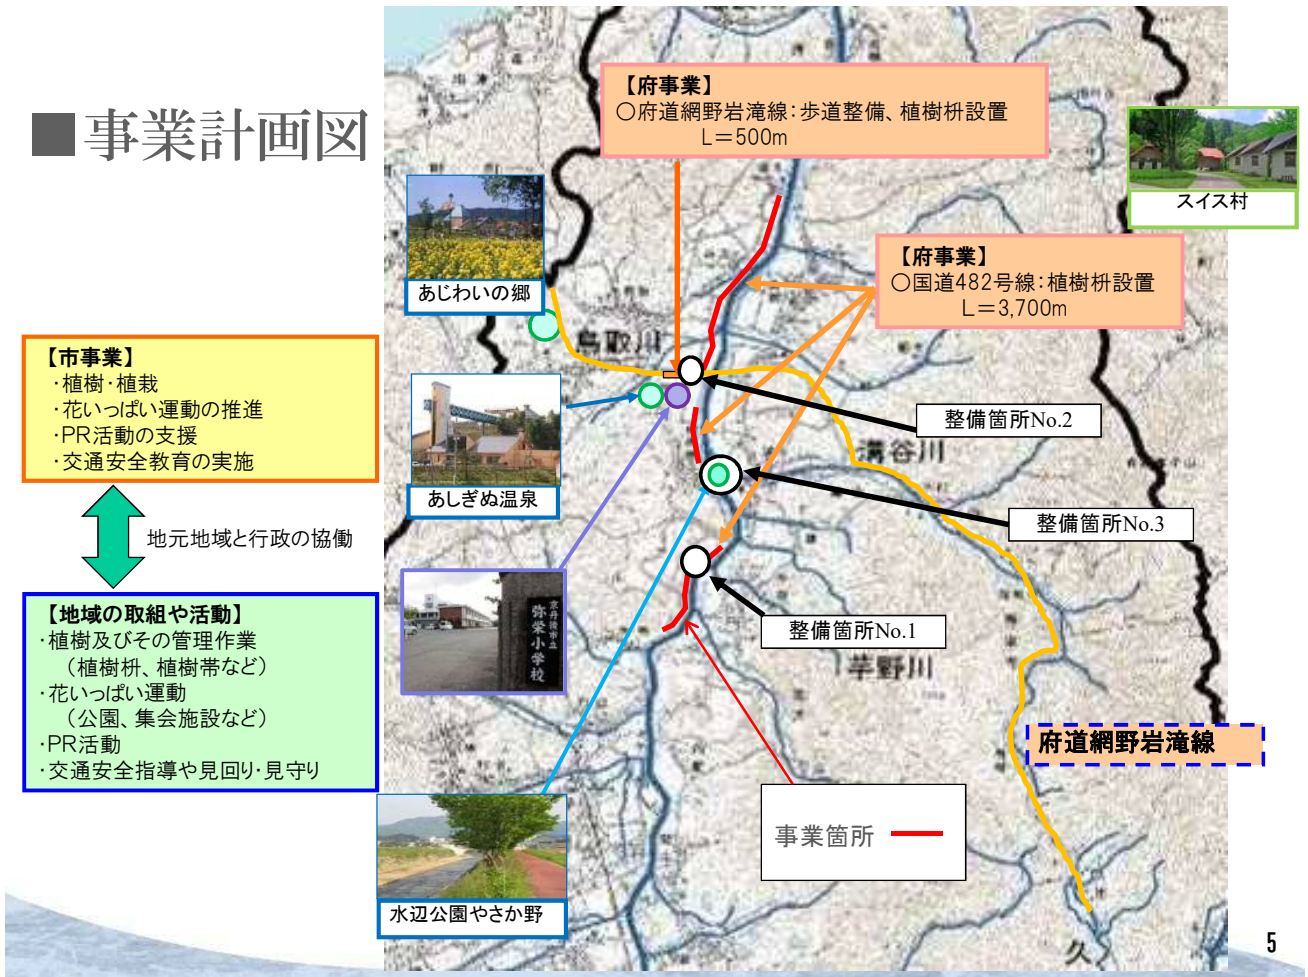 ■事業計画図
【府事業】
○府道網野岩滝線：歩道整備、植樹枡設置
L＝500m
スイス村
【府事業】
○国道482号線：植樹枡設置
L＝3,700m
あじわいの郷
鳥取川
【市事業】
・植樹・植栽
・花いっぱい運動の推進
・PR活動の支援
・交通安全教育の実施
あしぎぬ温泉
整備箇所No.2
溝谷川
整備箇所No.3
地元地域と行政の協働
【地域の取組や活動】
・植樹及びその管理作業
（植樹枡、植樹帯など）
・花いっぱい運動
（公園、集会施設など）
・PR活動
・交通安全指導や見回り・見守り
京丹後市立
弥栄小学校
整備箇所No.1
芋野川
府道網野岩滝線
事業箇所
水辺公園やさか野
久
5